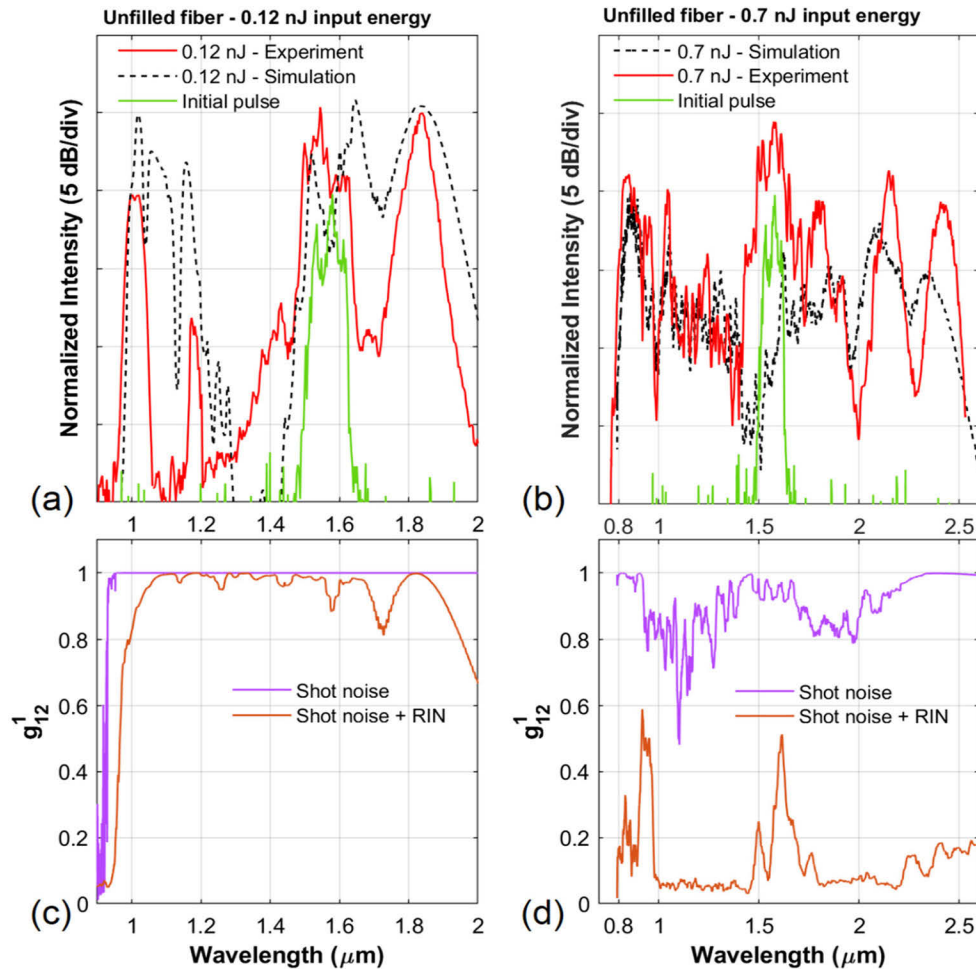 Unfilled fiber - 0.12 nJ input energy
0.12 nJ - Experiment
0.12 nJ - Simulation
Initial pulse
Normalized Intensity (5 dB/div)
(a)
1 1.2 1.4 1.6 1.8 2
Unfilled fiber - 0.7 nJ input energy
0.7 nJ - Simulation
0.7 nJ - Experiment
Initial pulse
Normalized Intensity (5 dB/div)
(b)
0.8 1 1.5 2 2.5
1
0.8
0.6
0.4
0.2
0
g¹₁₂
Shot noise
Shot noise + RIN
(c)
1 1.2 1.4 1.6 1.8 2
Wavelength (μm)
1
0.8
0.6
0.4
0.2
0
g¹₁₂
Shot noise
Shot noise + RIN
(d)
0.8 1 1.5 2 2.5
Wavelength (μm)